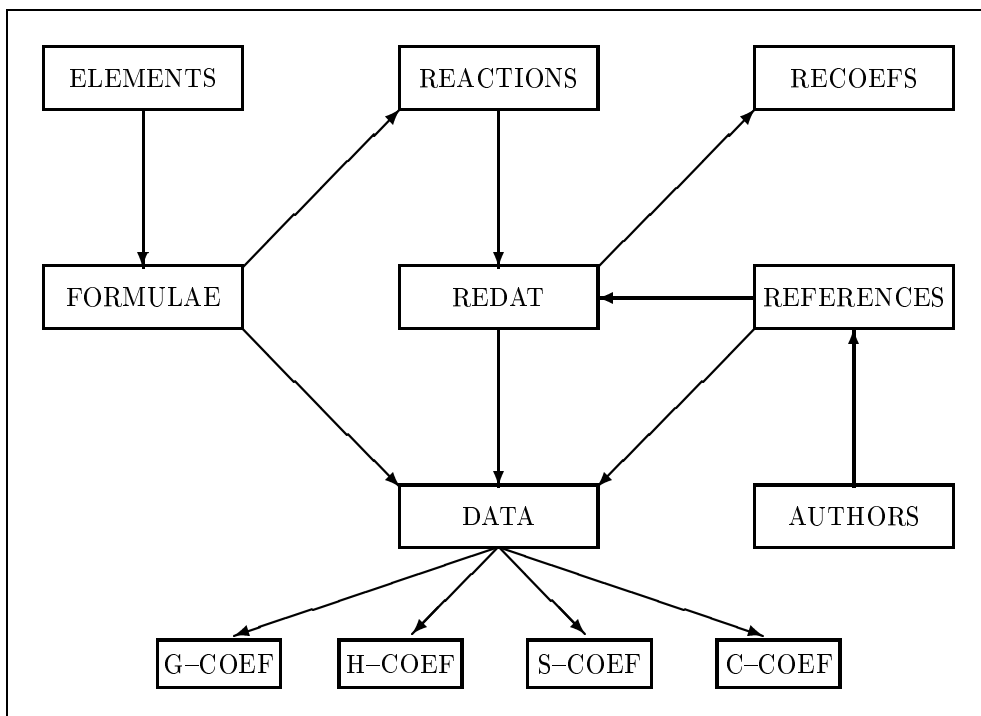 ELEMENTS
REACTIONS
RECOEFS
FORMULAE
REDAT
REFERENCES
DATA
AUTHORS
G–COEF
H–COEF
S–COEF
C–COEF